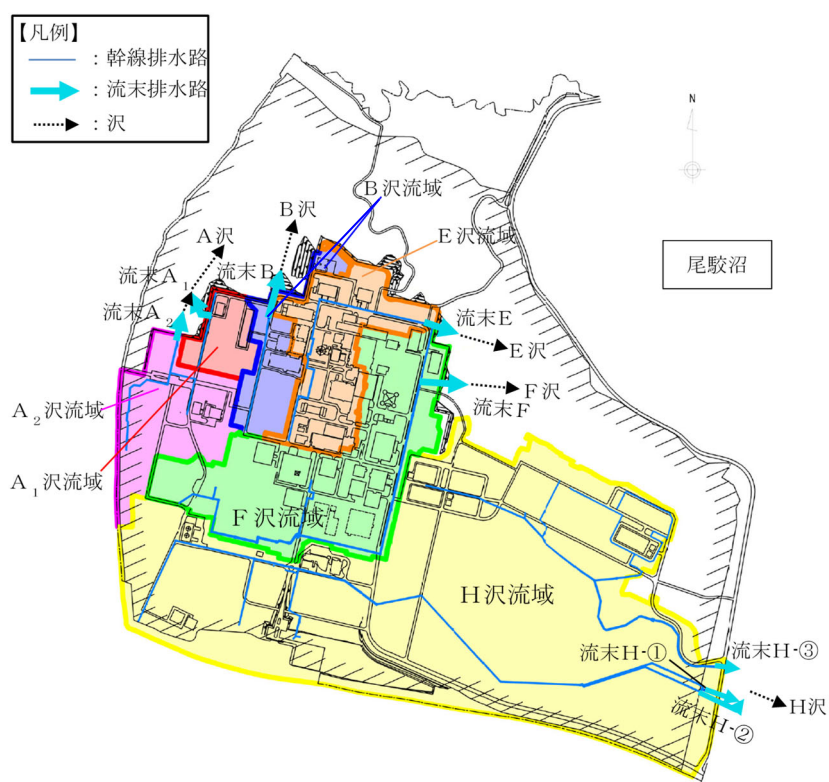 【凡例】
：幹線排水路
：流末排水路
：沢
N
B沢流域
B沢
E沢流域
A沢
流末A₁
流末B
尾駮沼
流末A₂
流末E
E沢
F沢
流末F
A₂沢流域
A₁沢流域
F沢流域
H沢流域
流末H-①
流末H-③
H沢
流末H-②